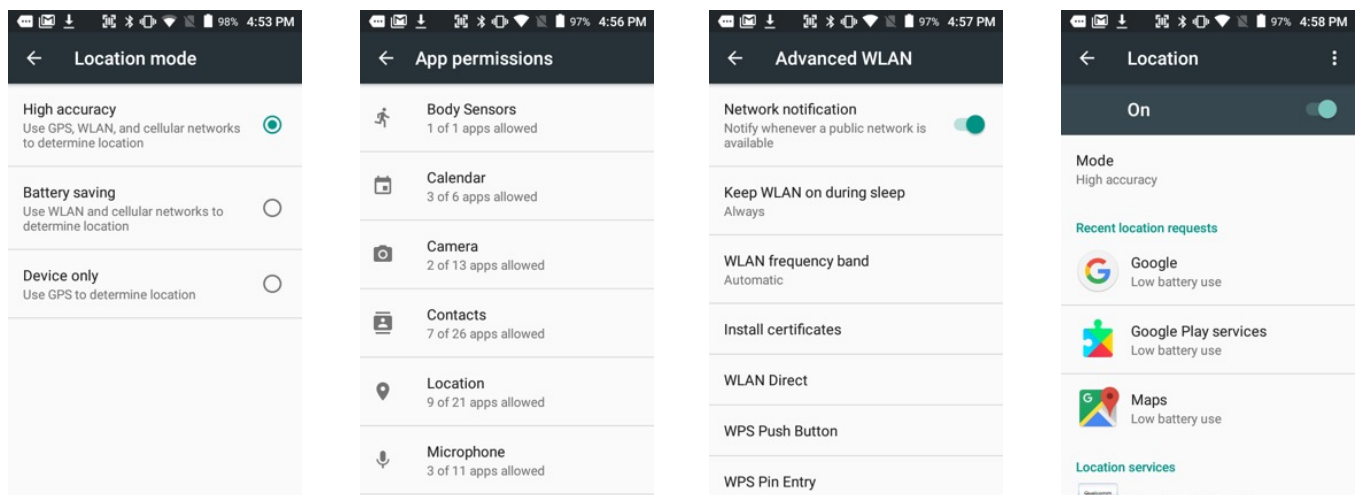 98% 4:53 PM
Location mode
High accuracy
Use GPS, WLAN, and cellular networks
to determine location
Battery saving
Use WLAN and cellular networks to
determine location
Device only
Use GPS to determine location
97% 4:56 PM
App permissions
Body Sensors
1 of 1 apps allowed
Calendar
3 of 6 apps allowed
Camera
2 of 13 apps allowed
Contacts
7 of 26 apps allowed
Location
9 of 21 apps allowed
Microphone
3 of 11 apps allowed
97% 4:57 PM
Advanced WLAN
Network notification
Notify whenever a public network is
available
Keep WLAN on during sleep
Always
WLAN frequency band
Automatic
Install certificates
WLAN Direct
WPS Push Button
WPS Pin Entry
97% 4:58 PM
Location
On
Mode
High accuracy
Recent location requests
G
Google
Low battery use
Google Play services
Low battery use
G
Maps
Low battery use
Location services
Qualcomm